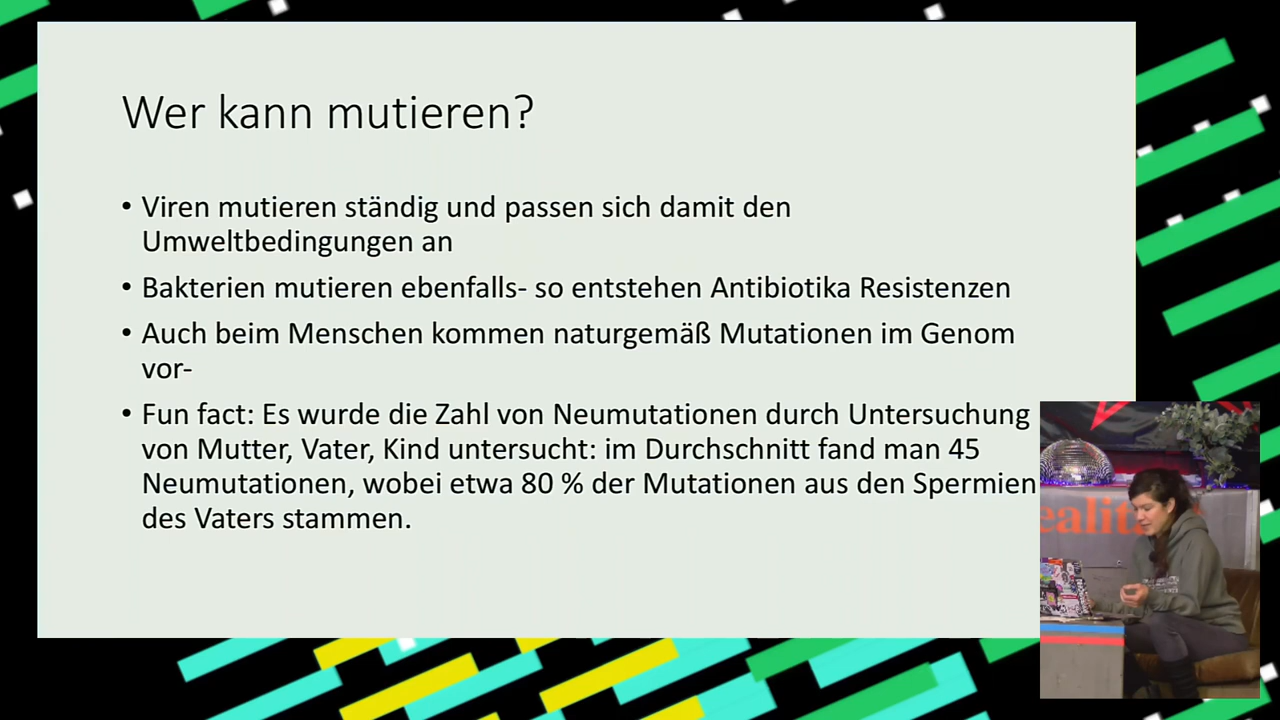 Wer kann mutieren?
• Viren mutieren ständig und passen sich damit den
Umweltbedingungen an
• Bakterien mutieren ebenfalls- so entstehen Antibiotika Resistenzen
• Auch beim Menschen kommen naturgemäß Mutationen im Genom
vor-
• Fun fact: Es wurde die Zahl von Neumutationen durch Untersuchung
von Mutter, Vater, Kind untersucht: im Durchschnitt fand man 45
Neumutationen, wobei etwa 80 % der Mutationen aus den Spermien
des Vaters stammen.
ealit